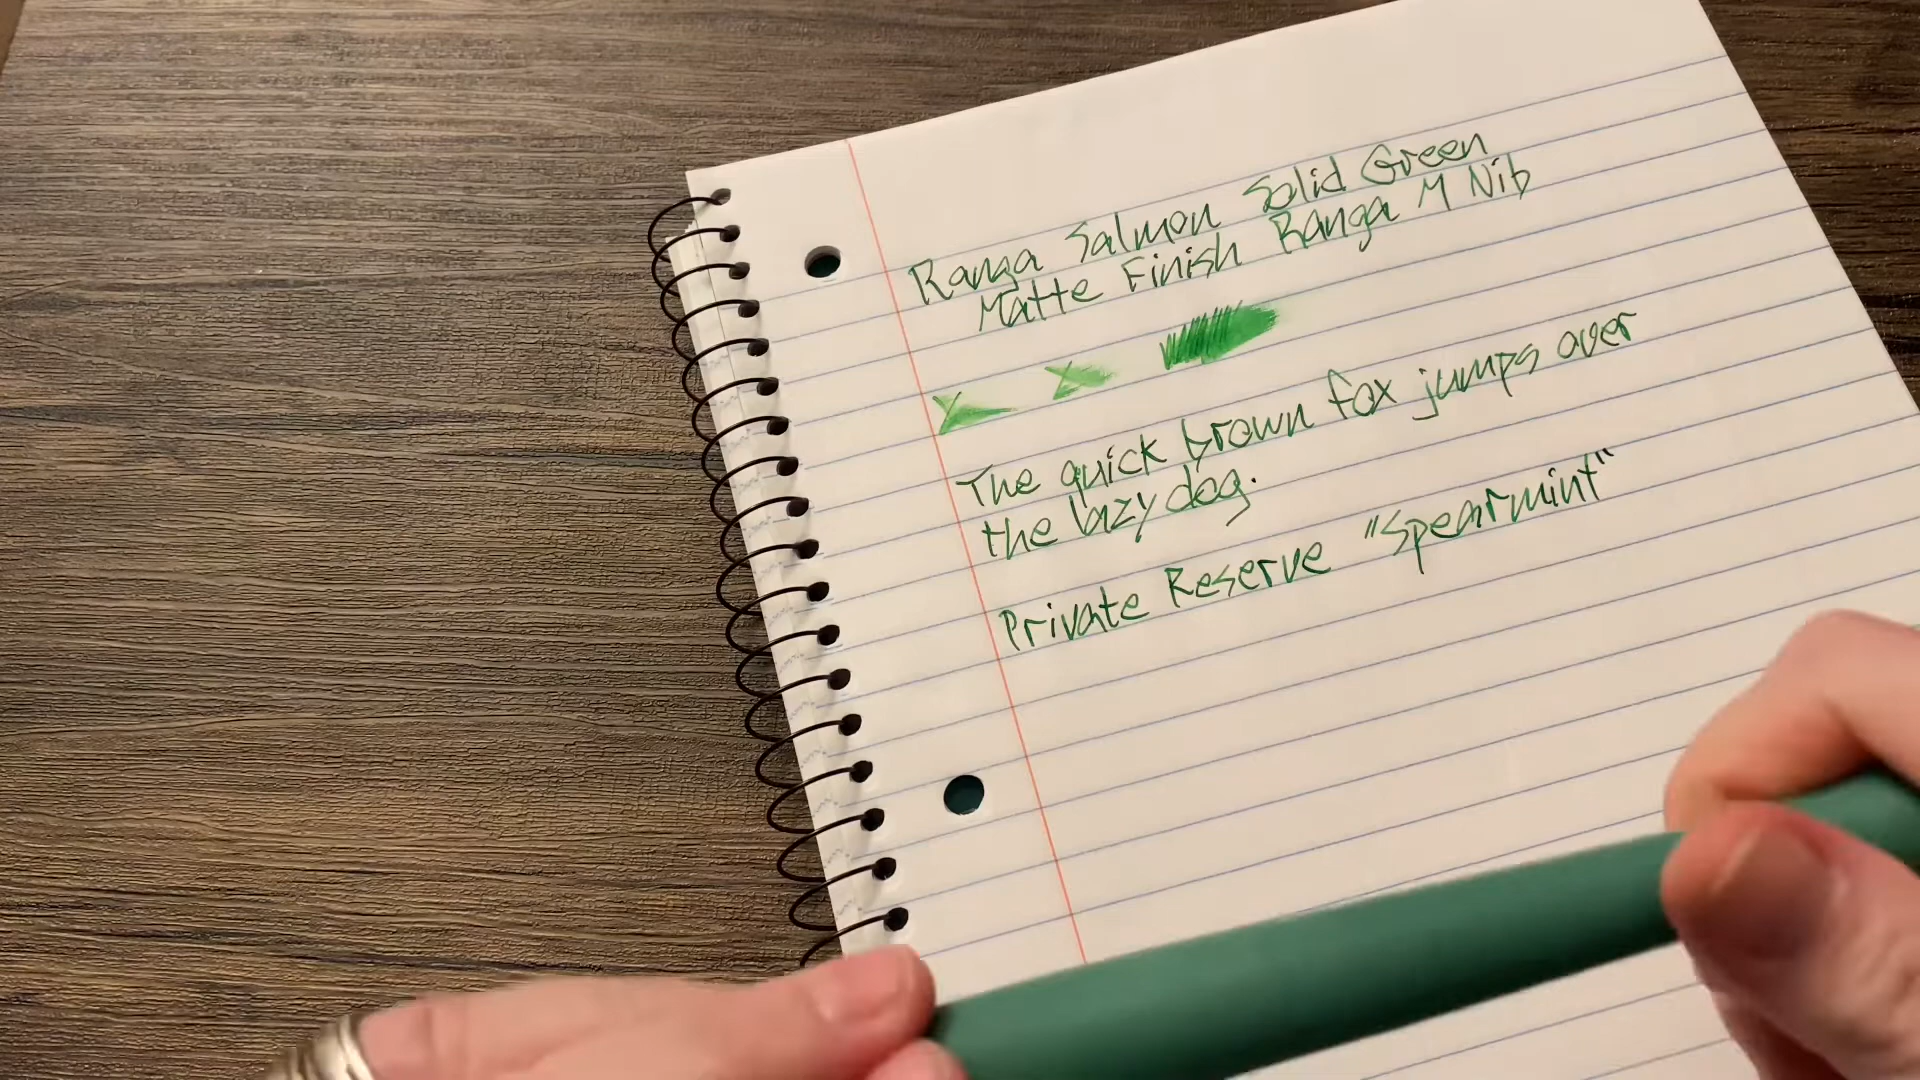 Ranga Salmon Solid Green
Matte Finish Ranga M Nib
X X
The quick brown fox jumps over
the lazy dog.
Private Reserve "Spearmint"